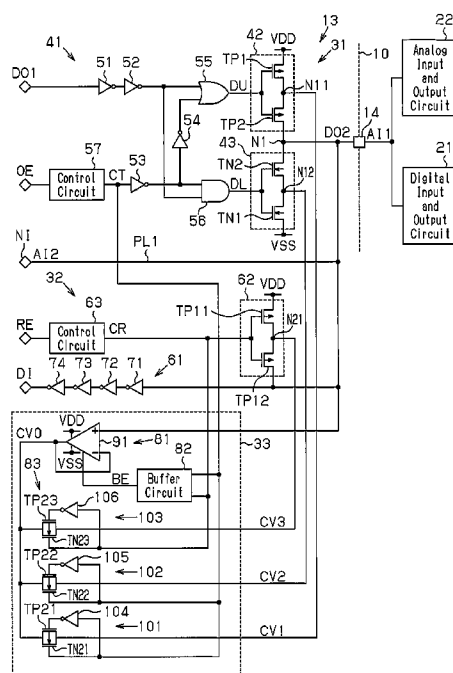 41
42
13
31
VDD
TP1
N11
TP2
N1
43
TN2
N12
TN1
VSS
10
14
22
Analog
Input
and
Output
Circuit
DO2
AI1
21
Digital
Input
and
Output
Circuit
DO1
51
52
55
DU
54
OE
57
Control
Circuit
CT
53
56
DL
NI
AI2
PL1
32
RE
63
Control
Circuit
CR
62
VDD
TP11
N21
TP12
DI
74
73
72
71
61
33
VDD
CV0
VSS
+
−
91
81
BE
82
Buffer
Circuit
83
TP23
106
103
TN23
CV3
TP22
105
102
TN22
CV2
TP21
104
101
TN21
CV1